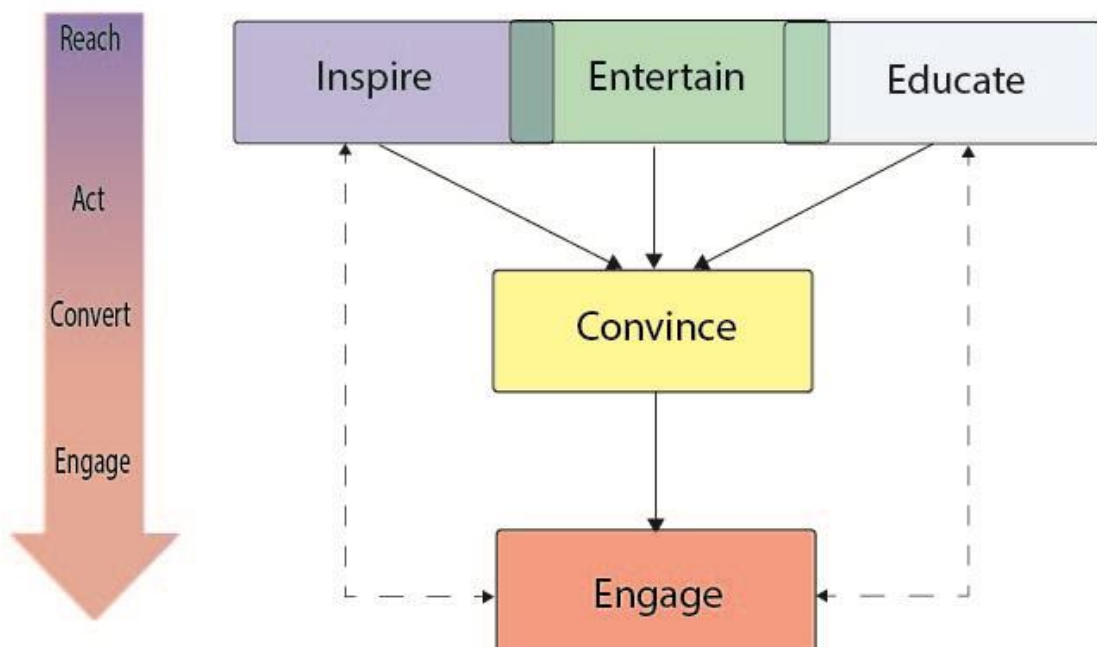 Reach
Act
Convert
Engage
Inspire
Entertain
Educate
Convince
Engage